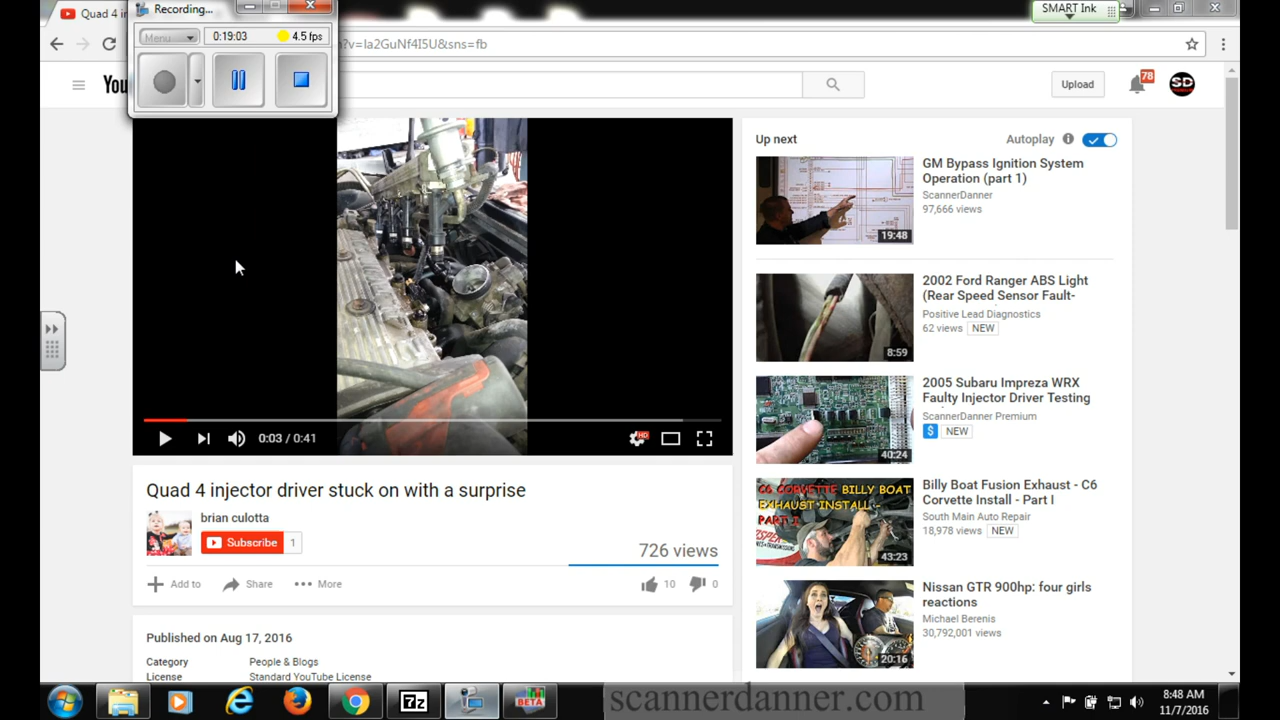 Quad 4 in
Recording...
SMART Ink
Menu
0:19:03
4.5 fps
?v=Ia2GuNf4I5U&sns=fb
You
Upload
78
SD
Up next
Autoplay
GM Bypass Ignition System
Operation (part 1)
ScannerDanner
97,666 views
19:48
2002 Ford Ranger ABS Light
(Rear Speed Sensor Fault-
Positive Lead Diagnostics
62 views NEW
8:59
2005 Subaru Impreza WRX
Faulty Injector Driver Testing
ScannerDanner Premium
$ NEW
40:24
0:03 / 0:41
HD
Quad 4 injector driver stuck on with a surprise
brian culotta
Subscribe 1
726 views
Add to Share More 10 0
Published on Aug 17, 2016
Category People & Blogs
License Standard YouTube License
C6 CORVETTE BILLY BOAT
EXHAUST INSTALL -
PART I
43:23
Billy Boat Fusion Exhaust - C6
Corvette Install - Part I
South Main Auto Repair
18,978 views NEW
Nissan GTR 900hp: four girls
reactions
Michael Berenis
30,792,001 views
20:16
7z
BETA
scannerdanner.com
8:48 AM
11/7/2016